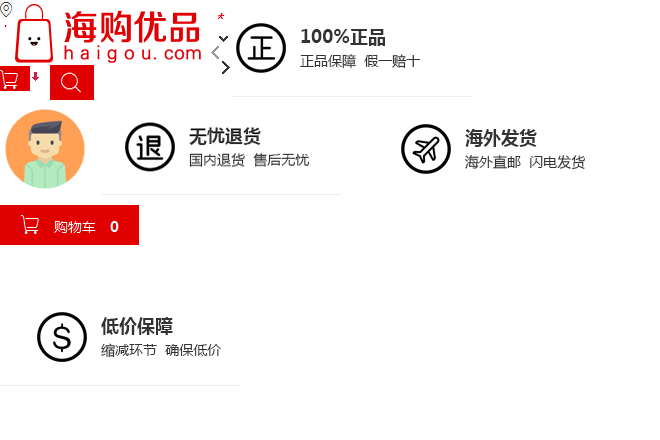 海购优品
haigou.com
正
100%正品
正品保障 假一赔十
退
无忧退货
国内退货 售后无忧
海外发货
海外直邮 闪电发货
购物车 0
$
低价保障
缩减环节 确保低价